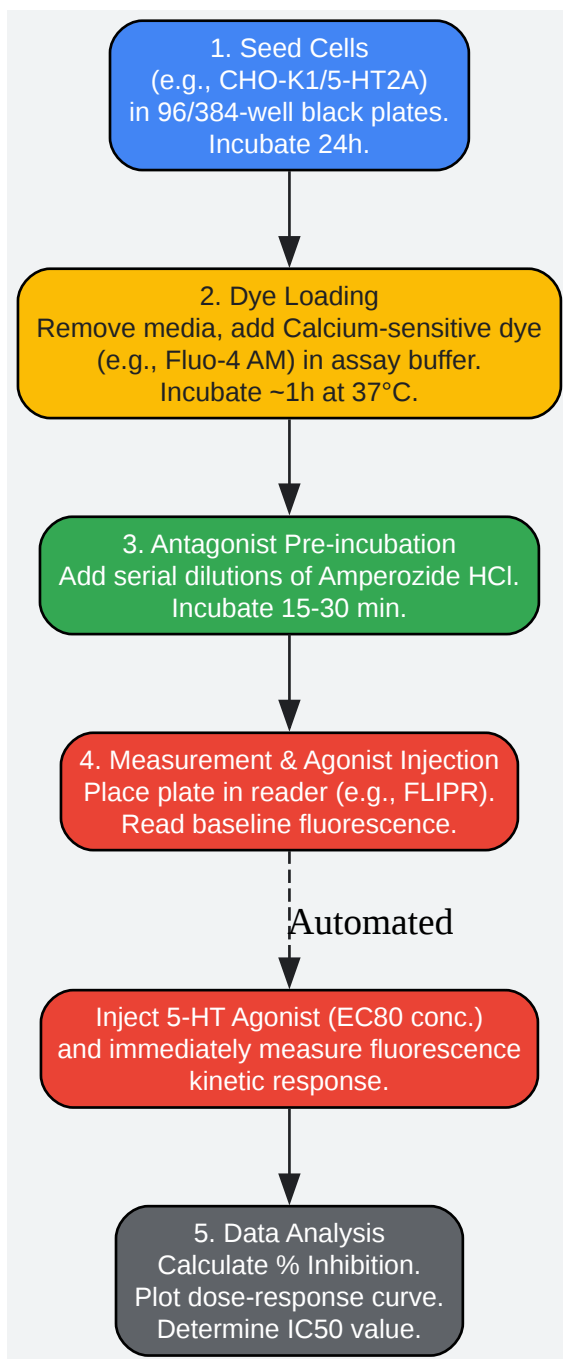 1. Seed Cells
(e.g., CHO-K1/5-HT2A)
in 96/384-well black plates.
Incubate 24h.
2. Dye Loading
Remove media, add Calcium-sensitive dye
(e.g., Fluo-4 AM) in assay buffer.
Incubate ~1h at 37°C.
3. Antagonist Pre-incubation
Add serial dilutions of Amperozide HCl.
Incubate 15-30 min.
4. Measurement & Agonist Injection
Place plate in reader (e.g., FLIPR).
Read baseline fluorescence.
Automated
Inject 5-HT Agonist (EC80 conc.)
and immediately measure fluorescence
kinetic response.
5. Data Analysis
Calculate % Inhibition.
Plot dose-response curve.
Determine IC50 value.